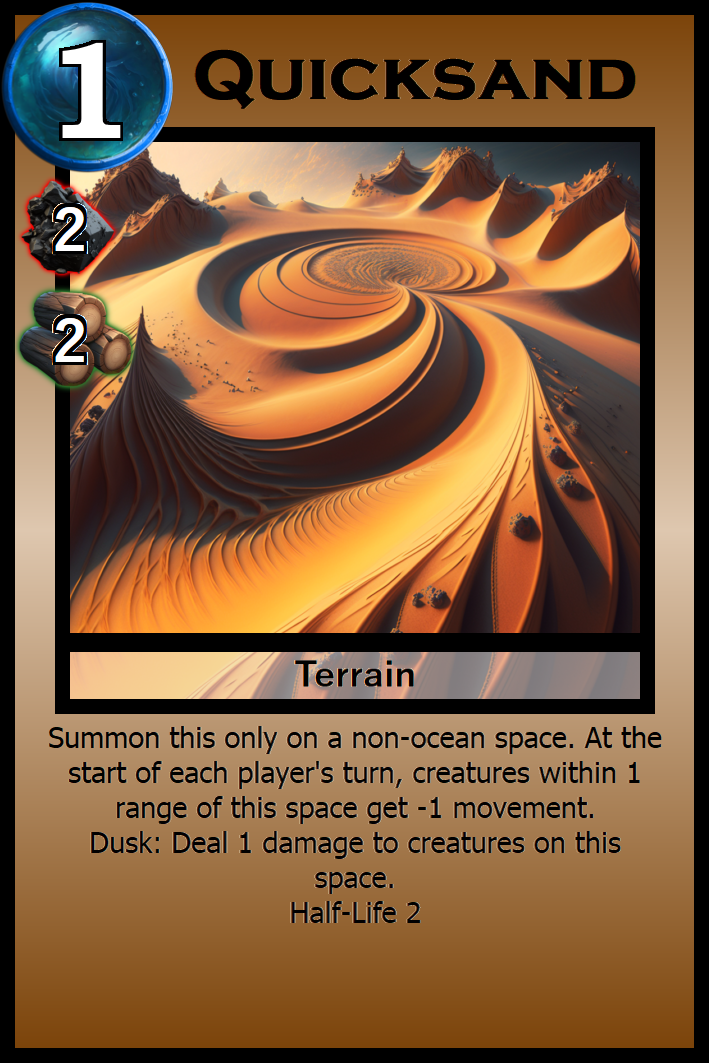 1
Quicksand
2
2
Terrain
Summon this only on a non-ocean space. At the
start of each player's turn, creatures within 1
range of this space get -1 movement.
Dusk: Deal 1 damage to creatures on this
space.
Half-Life 2